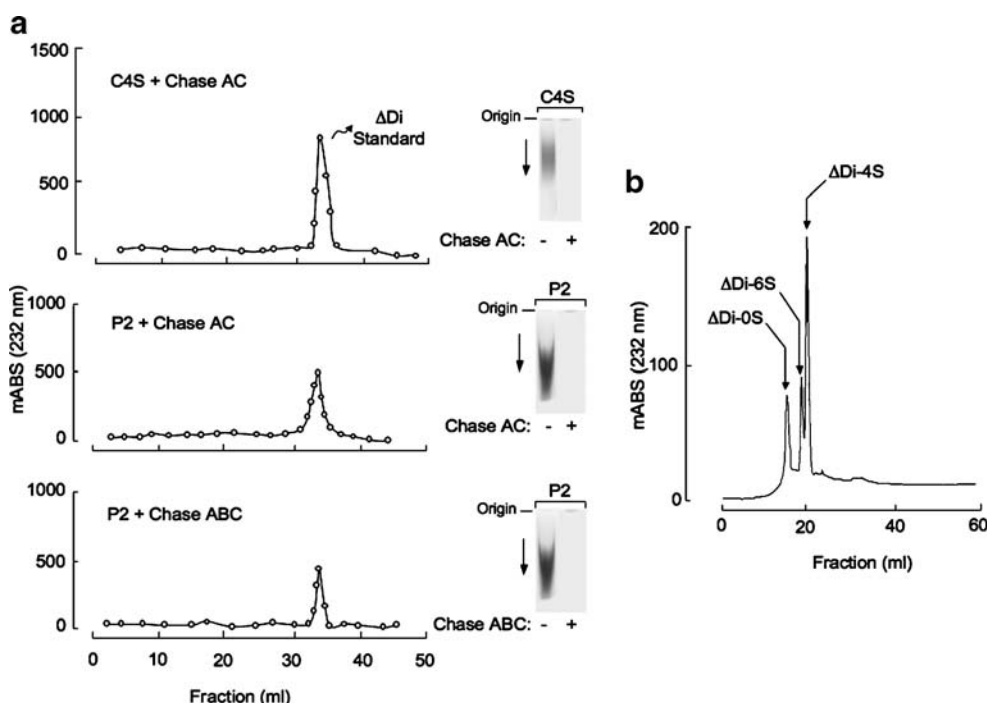 a
1500
1000
500
0
C4S + Chase AC
ΔDi
Standard
C4S
Origin
Chase AC: - +
1000
500
0
P2 + Chase AC
P2
Origin
Chase AC: - +
1000
500
0
P2 + Chase ABC
P2
Origin
Chase ABC: - +
0 10 20 30 40 50
Fraction (ml)
mABS (232 nm)
b
ΔDi-4S
ΔDi-6S
ΔDi-0S
200
100
0
mABS (232 nm)
0 20 40 60
Fraction (ml)